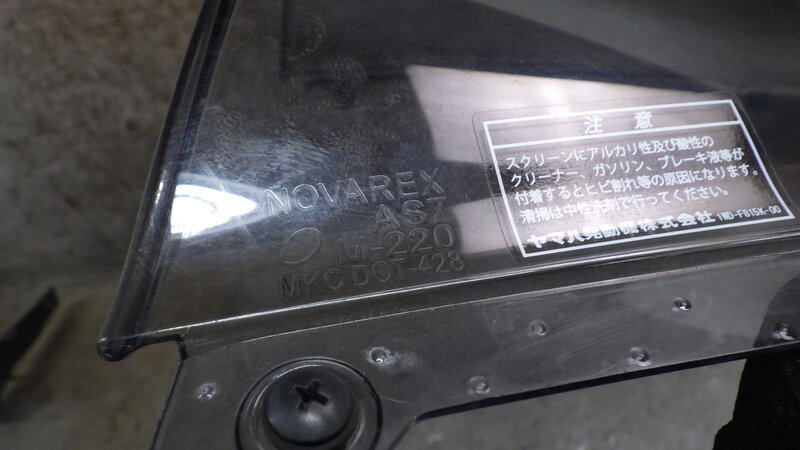 NOVAREX
AS7
M-220
MKC DOT-428
注意
スクリーンにアルカリ性及び酸性の
クリーナー、ガソリン、ブレーキ液等が
付着するとヒビ割れ等の原因になります。
清掃は中性洗剤で行ってください。
ヤマハ発動機株式会社 1MD-F815K-00